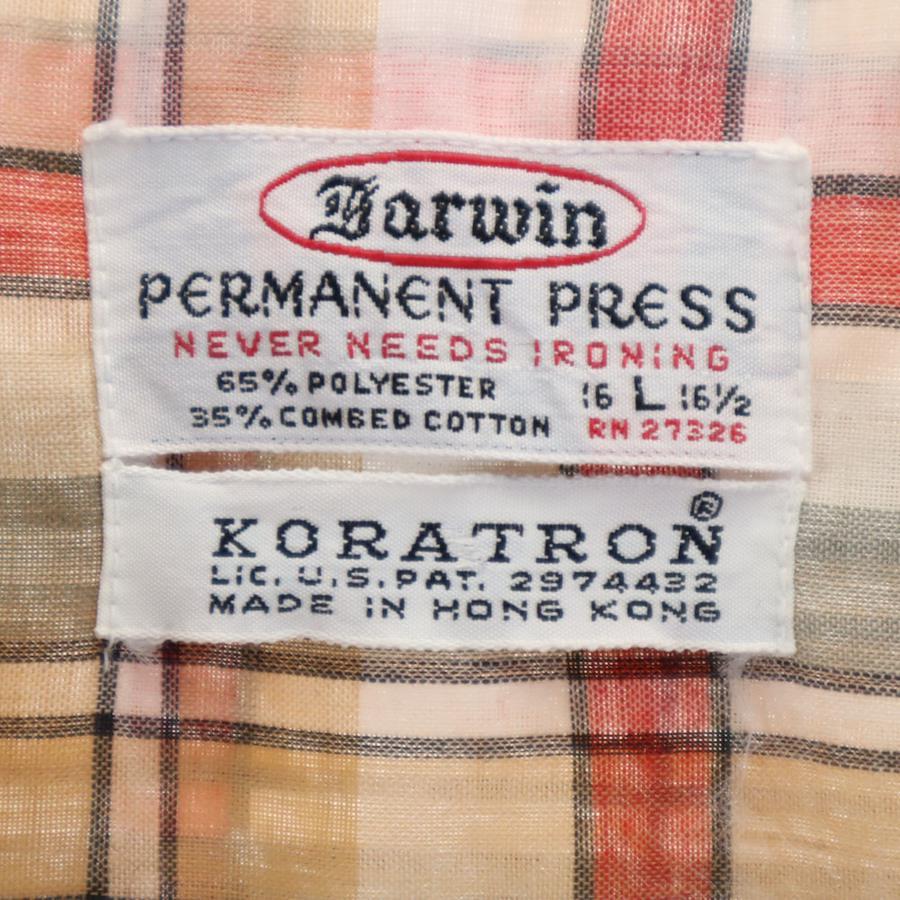 Darwin
PERMANENT PRESS
NEVER NEEDS IRONING
65% POLYESTER
35% COMBED COTTON
16 L 16½
RN 27326
KORATRON®
LIC. U.S. PAT. 2974432
MADE IN HONG KONG